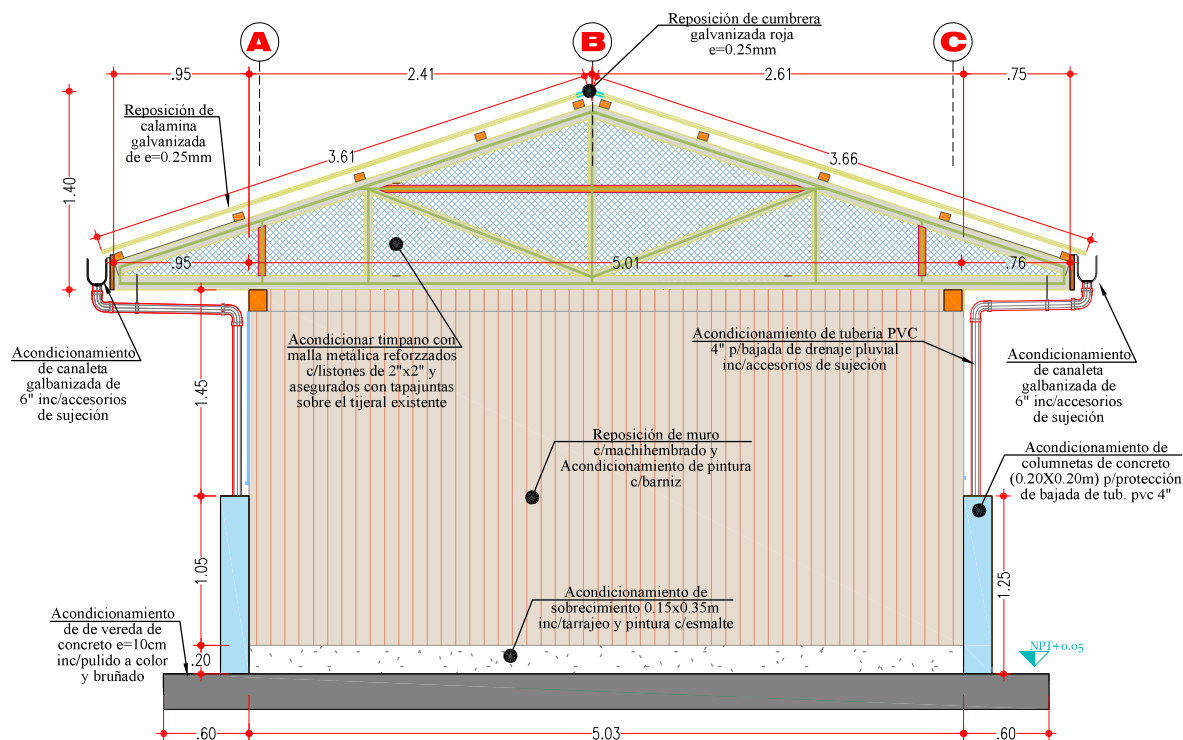 Reposición de cumbrera
galvanizada roja
e=0.25mm
A
B
C
.95
2.41
2.61
.75
Reposición de
calamina
galvanizada
de e=0.25mm
3.61
3.66
1.40
.95
5.01
.76
Acondicionamiento
de canaleta
galbanizada de
6" inc/accesorios
de sujeción
Acondicionar timpano con
malla metálica reforzzados
c/listones de 2"x2" y
asegurados con tapajuntas
sobre el tijeral existente
Acondicionamiento de tuberia PVC
4" p/bajada de drenaje pluvial
inc/accesorios de sujeción
Acondicionamiento
de canaleta
galbanizada de
6" inc/accesorios
de sujeción
1.45
Reposición de muro
c/machihembrado y
Acondicionamiento de pintura
c/barniz
Acondicionamiento de
columnetas de concreto
(0.20X0.20m) p/protección
de bajada de tub. pvc 4"
1.05
1.25
Acondicionamiento de
sobrecimiento 0.15x0.35m
inc/tarrajeo y pintura c/esmalte
Acondicionamiento
de de vereda de
concreto e=10cm
inc/pulido a color
y bruñado
.20
NPT+0.05
.60
5.03
.60